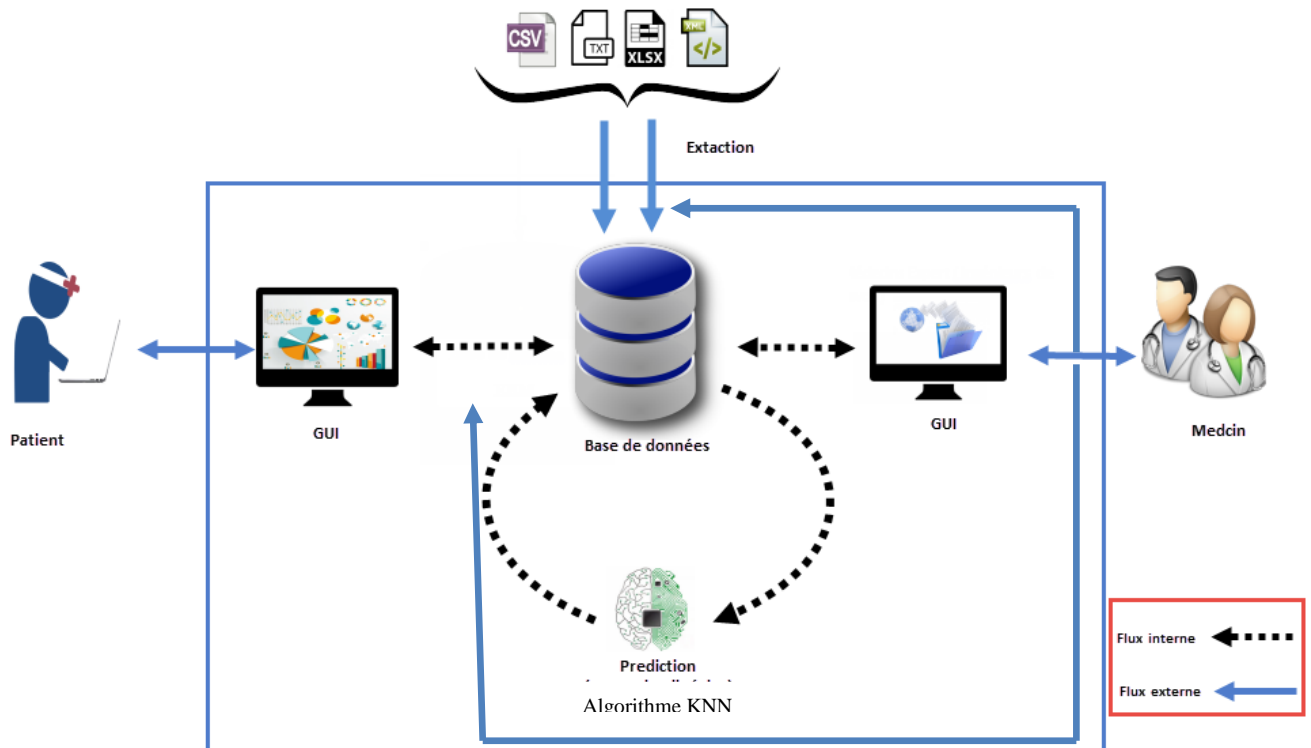 CSV
TXT
XLSX
XML
Extaction
Patient
GUI
Base de données
GUI
Medcin
Prediction
Algorithme KNN
Flux interne
Flux externe